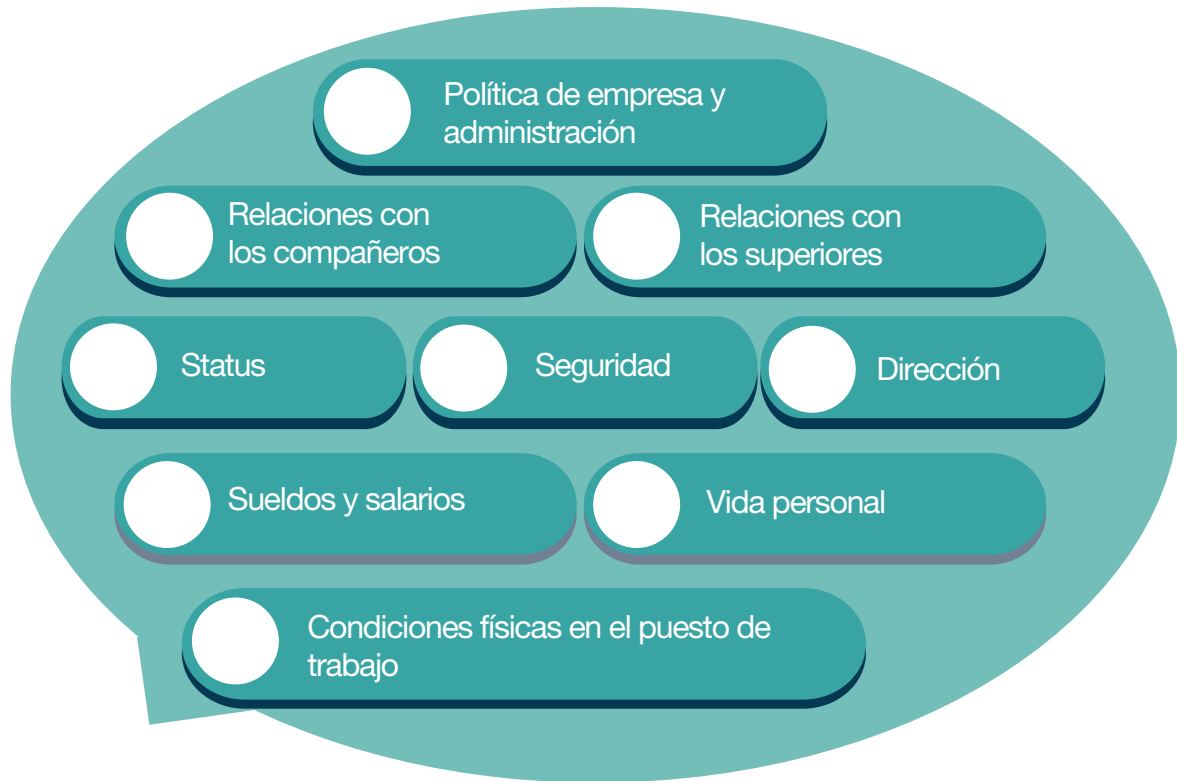 Política de empresa y
administración
Relaciones con
los compañeros
Relaciones con
los superiores
Status
Seguridad
Dirección
Sueldos y salarios
Vida personal
Condiciones físicas en el puesto de
trabajo